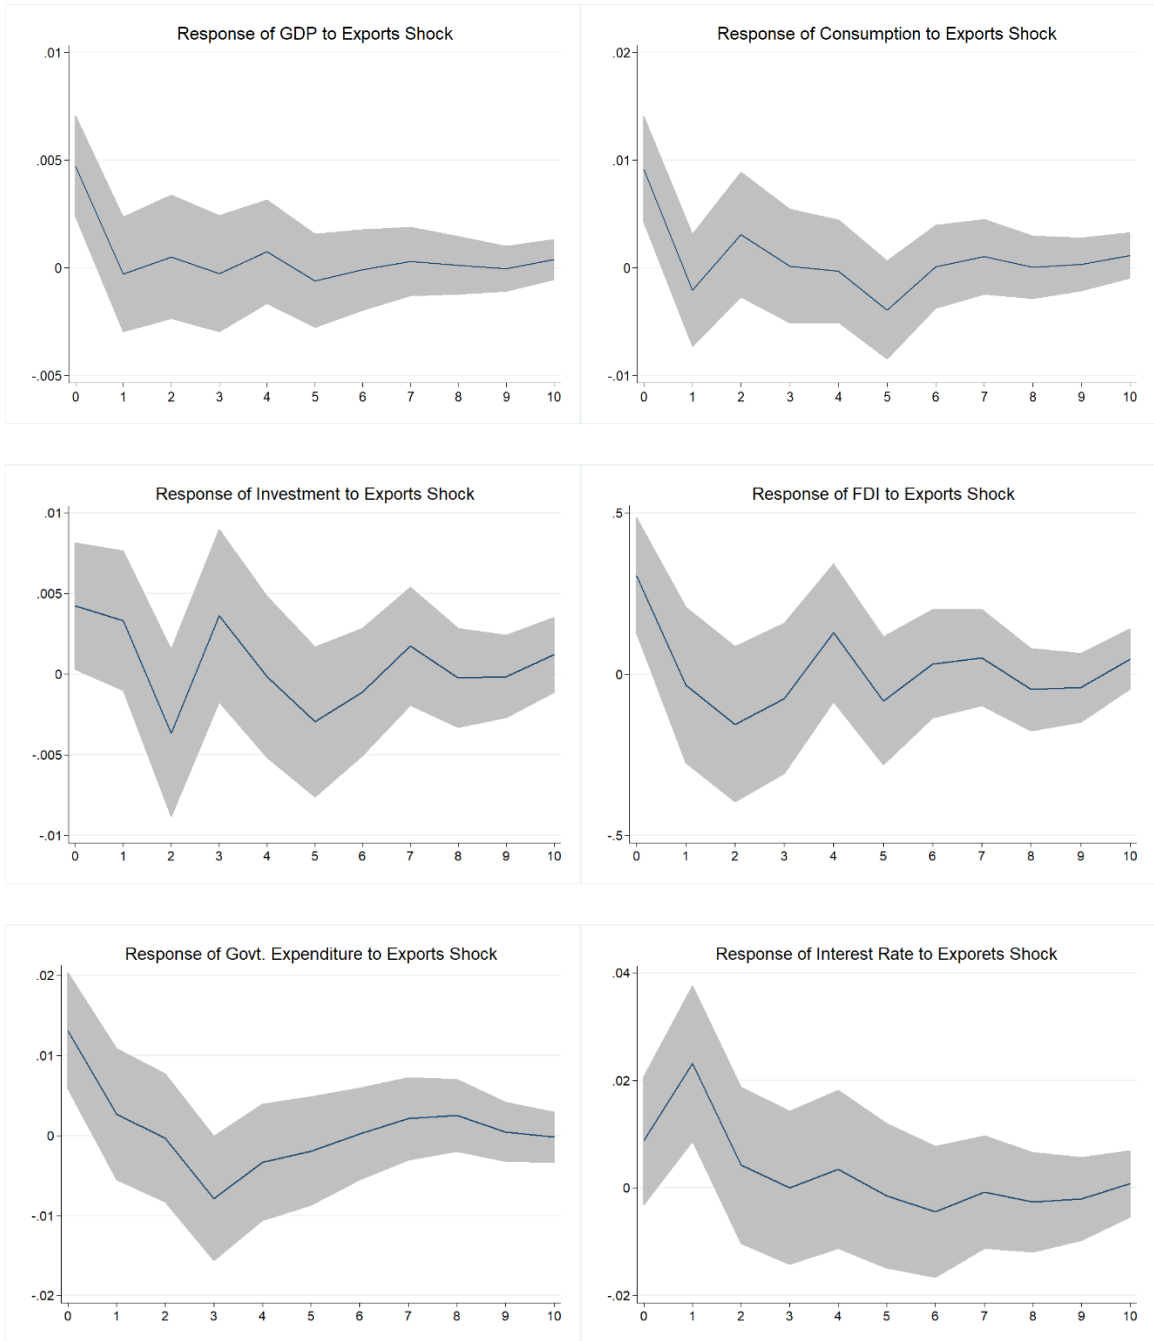 Response of GDP to Exports Shock
.01
.005
0
-.005
0 1 2 3 4 5 6 7 8 9 10
Response of Consumption to Exports Shock
.02
.01
0
-.01
0 1 2 3 4 5 6 7 8 9 10
Response of Investment to Exports Shock
.01
.005
0
-.005
-.01
0 1 2 3 4 5 6 7 8 9 10
Response of FDI to Exports Shock
.5
0
-.5
0 1 2 3 4 5 6 7 8 9 10
Response of Govt. Expenditure to Exports Shock
.02
.01
0
-.01
-.02
0 1 2 3 4 5 6 7 8 9 10
Response of Interest Rate to Exporets Shock
.04
.02
0
-.02
0 1 2 3 4 5 6 7 8 9 10